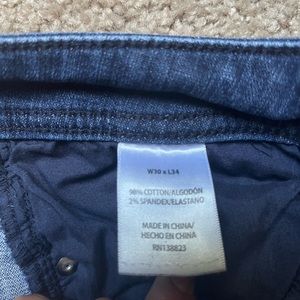 W30 x L34
98% COTTON/ALGODÓN
2% SPANDEX/ELASTANO
MADE IN CHINA/
HECHO EN CHINA
RN138823